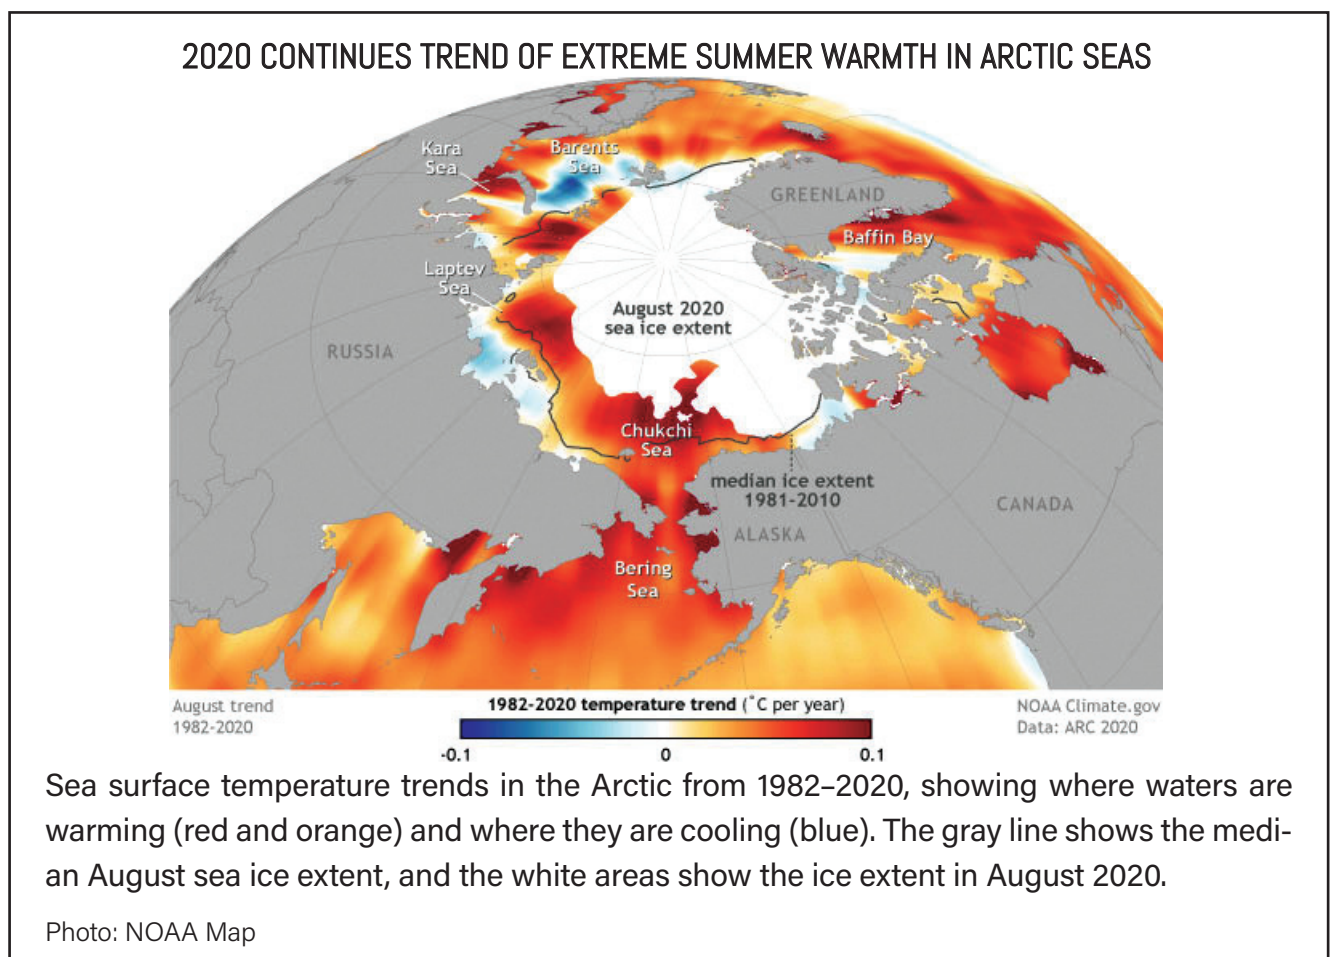 2020 CONTINUES TREND OF EXTREME SUMMER WARMTH IN ARCTIC SEAS
Kara
Sea
Barents
Sea
GREENLAND
Baffin Bay
Laptev
Sea
August 2020
sea ice extent
RUSSIA
Chukchi
Sea
median ice extent
1981-2010
CANADA
ALASKA
Bering
Sea
August trend
1982-2020
1982-2020 temperature trend (˚C per year)
-0.1 0 0.1
NOAA Climate.gov
Data: ARC 2020
Sea surface temperature trends in the Arctic from 1982–2020, showing where waters are
warming (red and orange) and where they are cooling (blue). The gray line shows the medi-
an August sea ice extent, and the white areas show the ice extent in August 2020.
Photo: NOAA Map